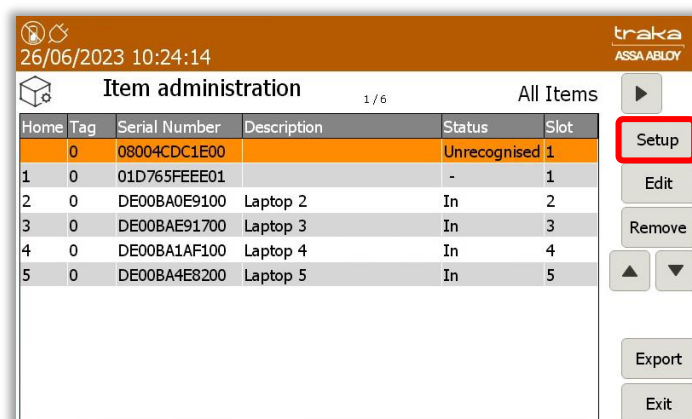 traka
26/06/2023 10:24:14 ASSA ABLOY
Item administration 1/6 All Items
Home Tag Serial Number Description Status Slot
0 08004CDC1E00 Unrecognised 1
1 0 01D765FEEE01 - 1
2 0 DE00BA0E9100 Laptop 2 In 2
3 0 DE00BAE91700 Laptop 3 In 3
4 0 DE00BA1AF100 Laptop 4 In 4
5 0 DE00BA4E8200 Laptop 5 In 5
Setup
Edit
Remove
Export
Exit